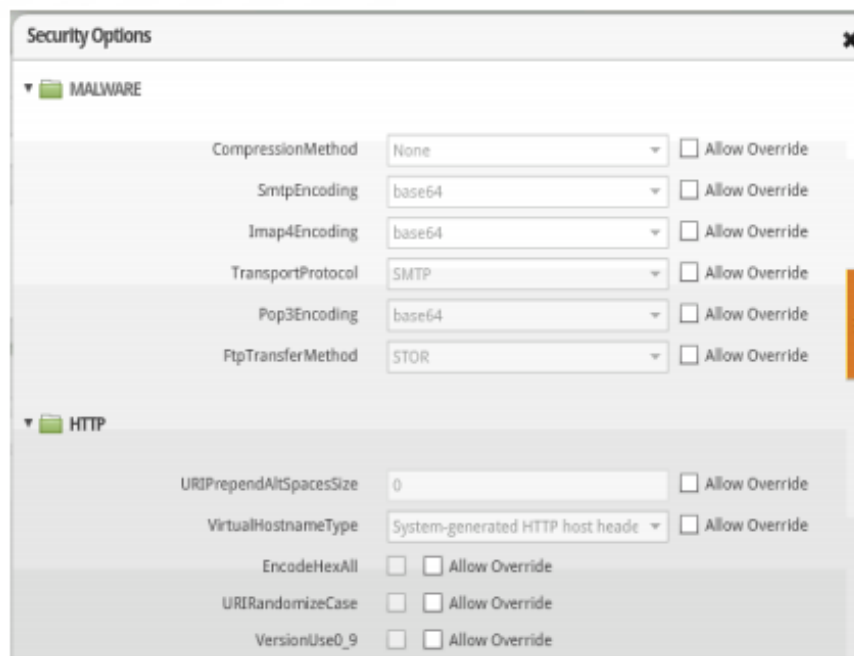 Security Options
MALWARE
CompressionMethod None Allow Override
SmtpEncoding base64 Allow Override
Imap4Encoding base64 Allow Override
TransportProtocol SMTP Allow Override
Pop3Encoding base64 Allow Override
FtpTransferMethod STOR Allow Override
HTTP
URIPrependAltSpacesSize 0 Allow Override
VirtualHostnameType System-generated HTTP host heade Allow Override
EncodeHexAll Allow Override
URIRandomizeCase Allow Override
VersionUse0_9 Allow Override